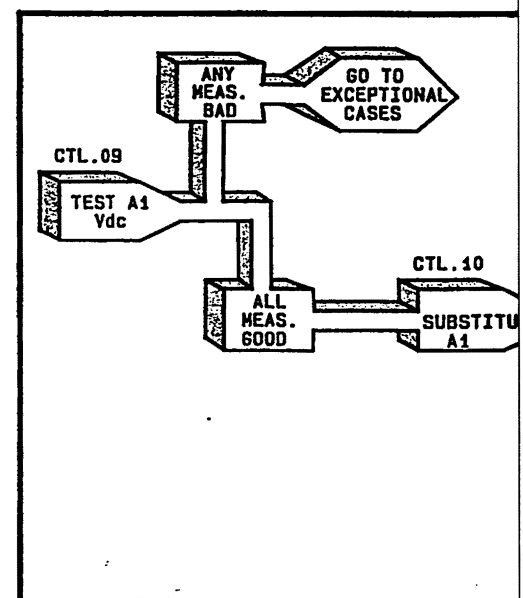 ANY
MEAS.
BAD
GO TO
EXCEPTIONAL
CASES
CTL.09
TEST A1
Vdc
CTL.10
ALL
MEAS.
GOOD
SUBSTITU
A1